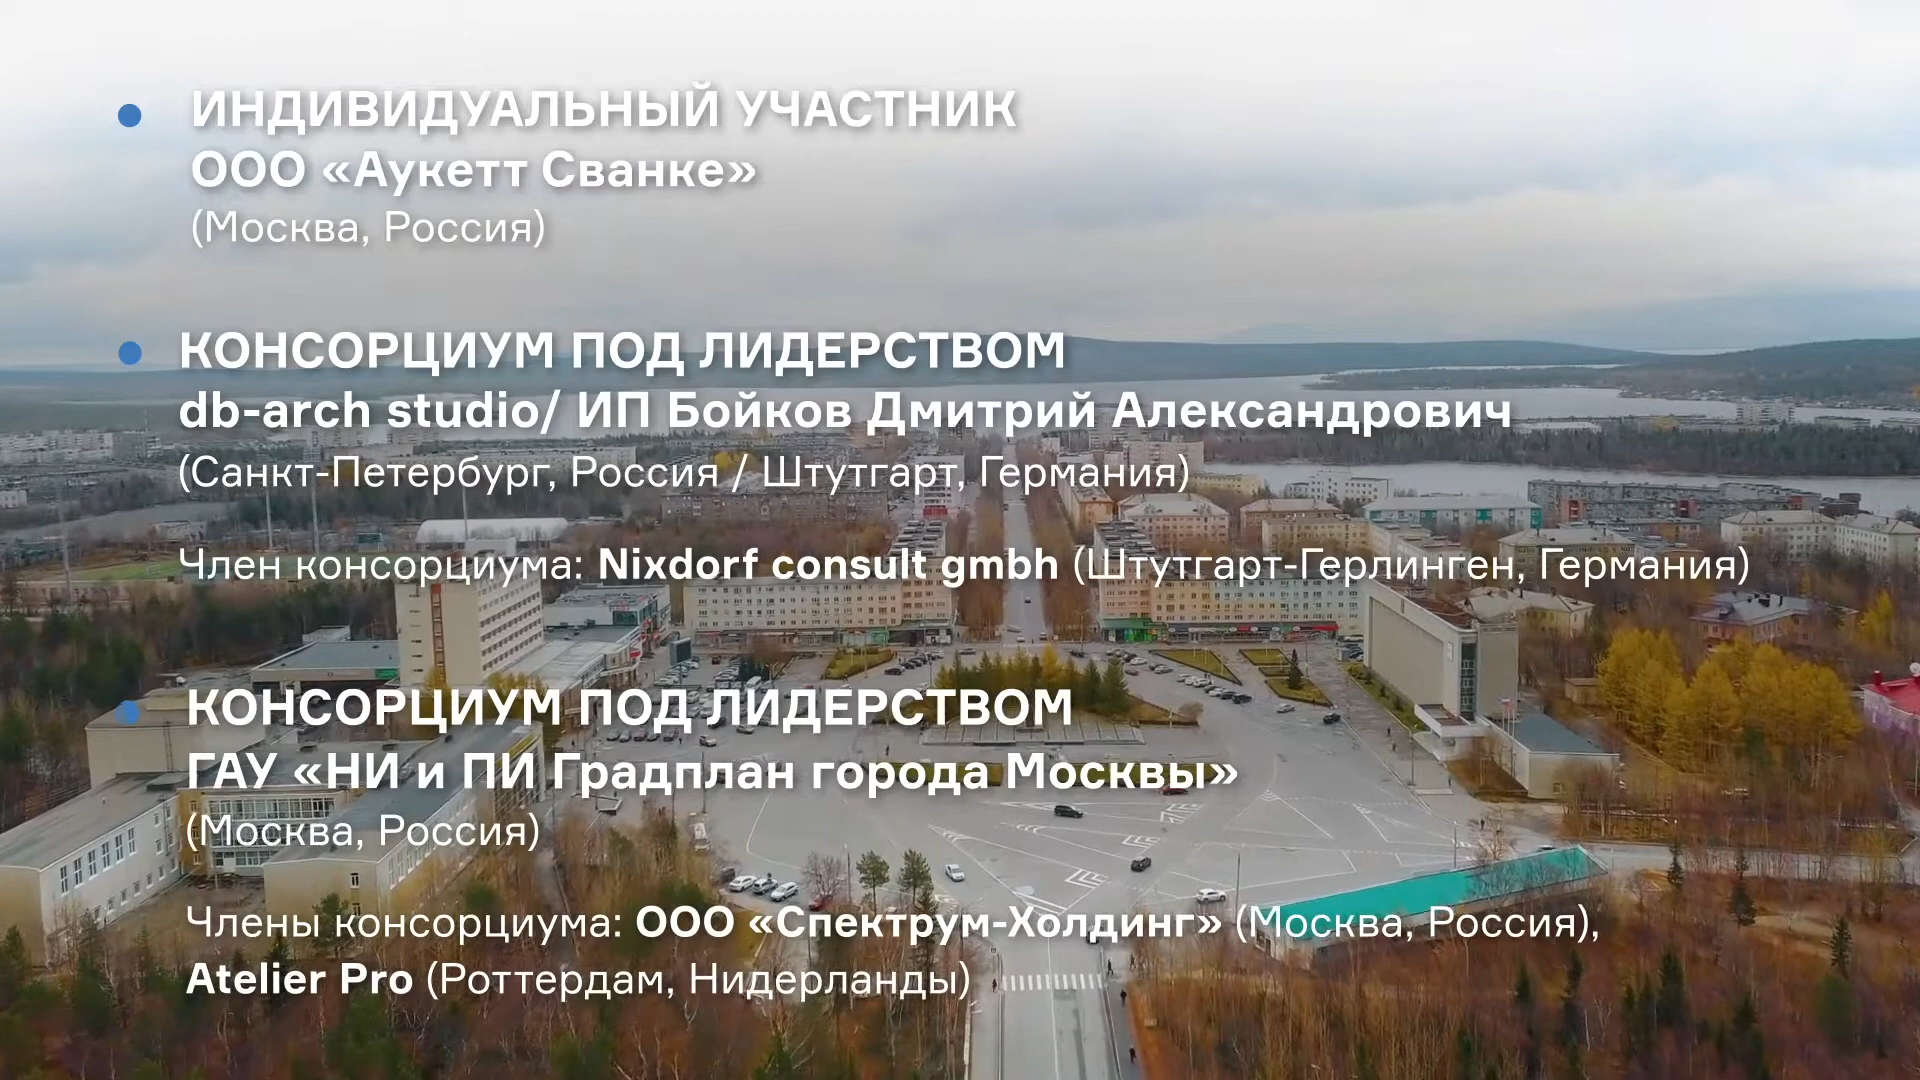 ИНДИВИДУАЛЬНЫЙ УЧАСТНИК
ООО «Аукетт Сванке»
(Москва, Россия)
КОНСОРЦИУМ ПОД ЛИДЕРСТВОМ
db-arch studio/ ИП Бойков Дмитрий Александрович
(Санкт-Петербург, Россия / Штутгарт, Германия)
Член консорциума: Nixdorf consult gmbh (Штутгарт-Герлинген, Германия)
КОНСОРЦИУМ ПОД ЛИДЕРСТВОМ
ГАУ «НИ и ПИ Градплан города Москвы»
(Москва, Россия)
Члены консорциума: ООО «Спектрум-Холдинг» (Москва, Россия),
Atelier Pro (Роттердам, Нидерланды)